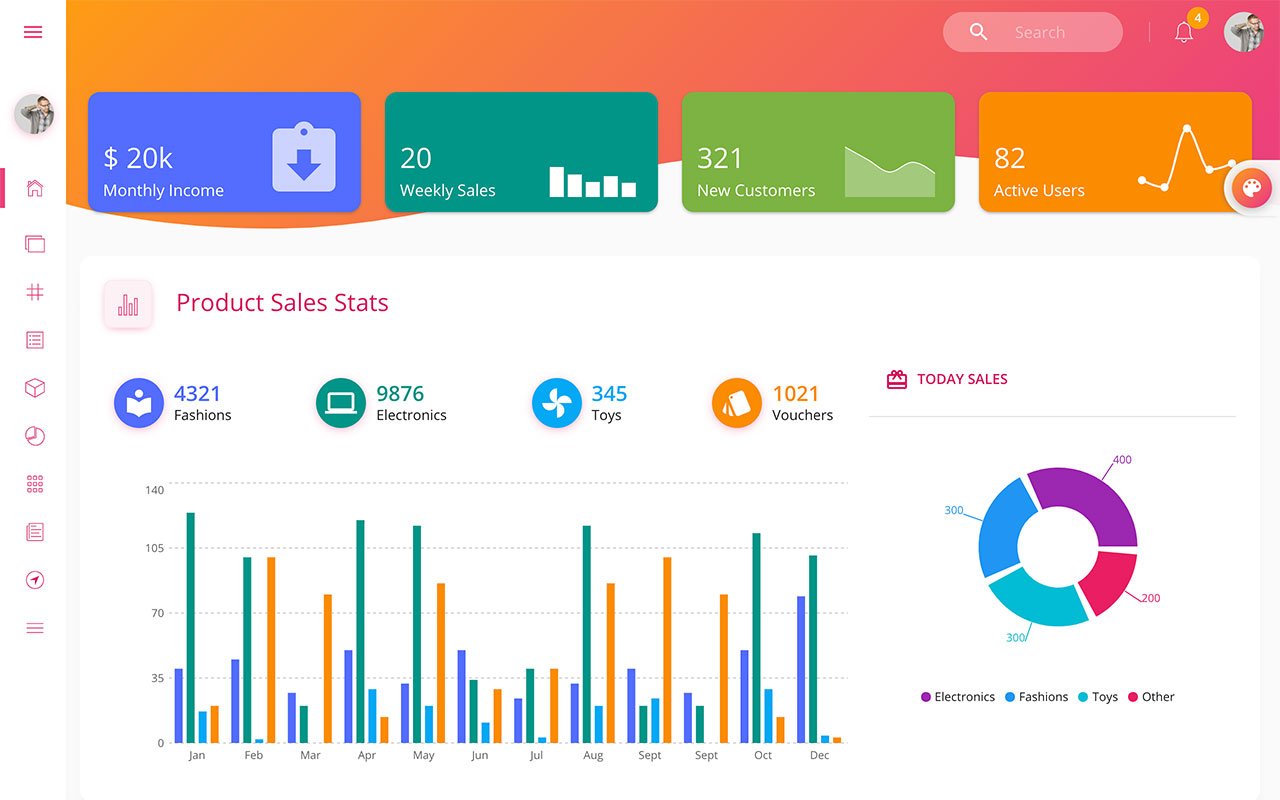 Search
4
$ 20k
Monthly Income
20
Weekly Sales
321
New Customers
82
Active Users
Product Sales Stats
4321
Fashions
9876
Electronics
345
Toys
1021
Vouchers
140
105
70
35
0
Jan Feb Mar Apr May Jun Jul Aug Sept Sept Oct Dec
TODAY SALES
400
300
200
300
Electronics Fashions Toys Other